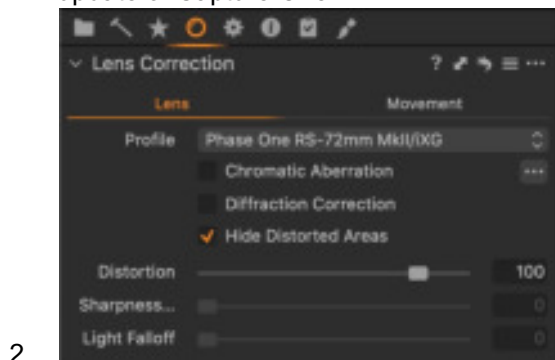 Lens Correction
?
Lens Movement
Profile Phase One RS-72mm MkII/iXG
Chromatic Aberration
Diffraction Correction
Hide Distorted Areas
Distortion 100
Sharpness... 0
Light Falloff 0
2